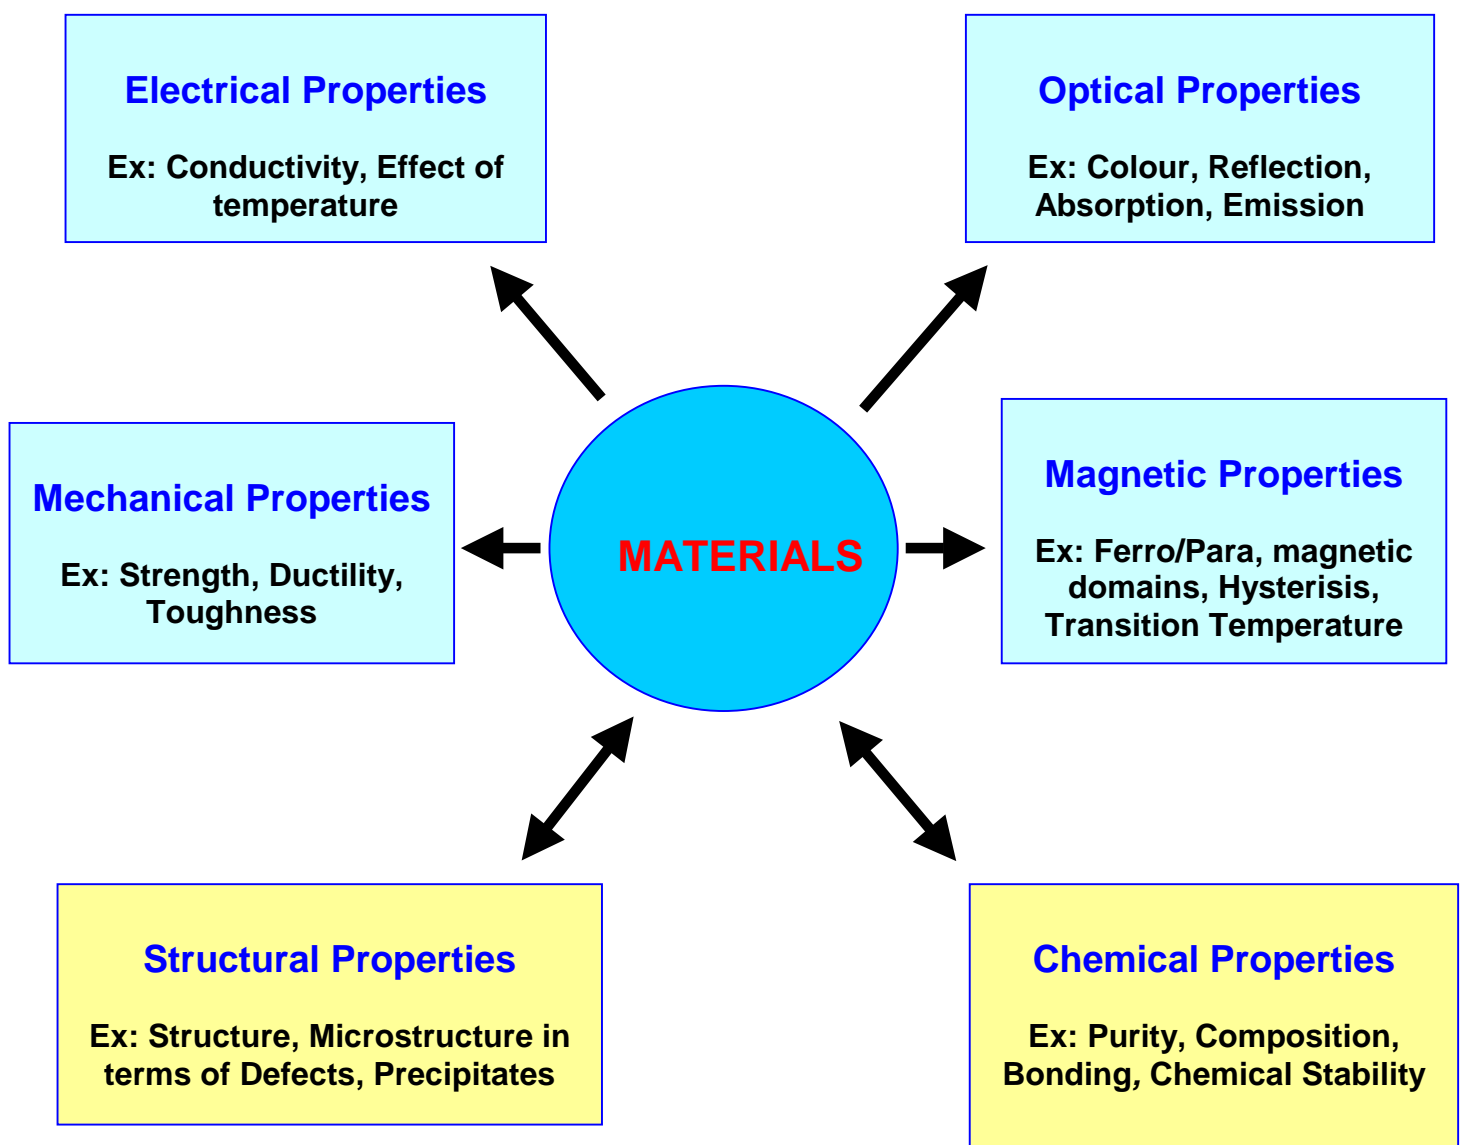 Electrical Properties
Ex: Conductivity, Effect of
temperature
Optical Properties
Ex: Colour, Reflection,
Absorption, Emission
Mechanical Properties
Ex: Strength, Ductility,
Toughness
MATERIALS
Magnetic Properties
Ex: Ferro/Para, magnetic
domains, Hysterisis,
Transition Temperature
Structural Properties
Ex: Structure, Microstructure in
terms of Defects, Precipitates
Chemical Properties
Ex: Purity, Composition,
Bonding, Chemical Stability